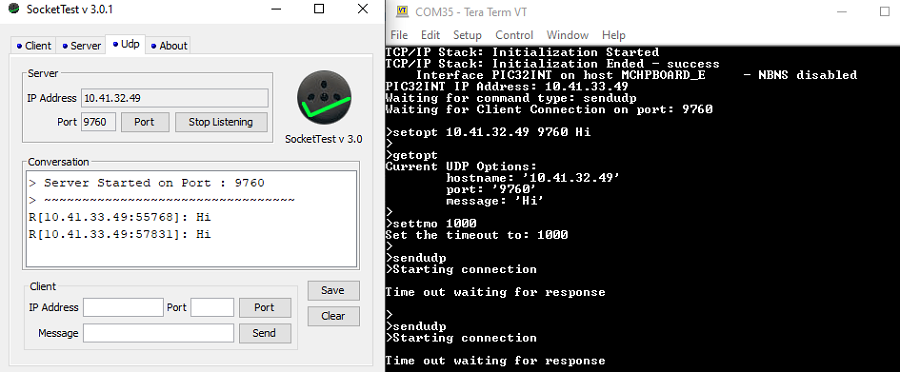 SocketTest v 3.0.1
Client
Server
Udp
About
Server
IP Address 10.41.32.49
Port 9760 Port Stop Listening
SocketTest v 3.0
Conversation
> Server Started on Port : 9760
> ~~~~~~~~~~~~~~~~~~~~~~~~~~~~~~~~~
R[10.41.33.49:55768]: Hi
R[10.41.33.49:57831]: Hi
Client
IP Address Port Port
Message Send
Save
Clear
VT COM35 - Tera Term VT
File Edit Setup Control Window Help
TCP/IP Stack: Initialization Started
TCP/IP Stack: Initialization Ended - success
Interface PIC32INT on host MCHPBOARD_E - NBNS disabled
PIC32INT IP Address: 10.41.33.49
Waiting for command type: sendudp
Waiting for Client Connection on port: 9760
>setopt 10.41.32.49 9760 Hi
>
>getopt
Current UDP Options:
hostname: '10.41.32.49'
port: '9760'
message: 'Hi'
>
>settmo 1000
Set the timeout to: 1000
>
>sendudp
>Starting connection
Time out waiting for response
>
>sendudp
>Starting connection
Time out waiting for response